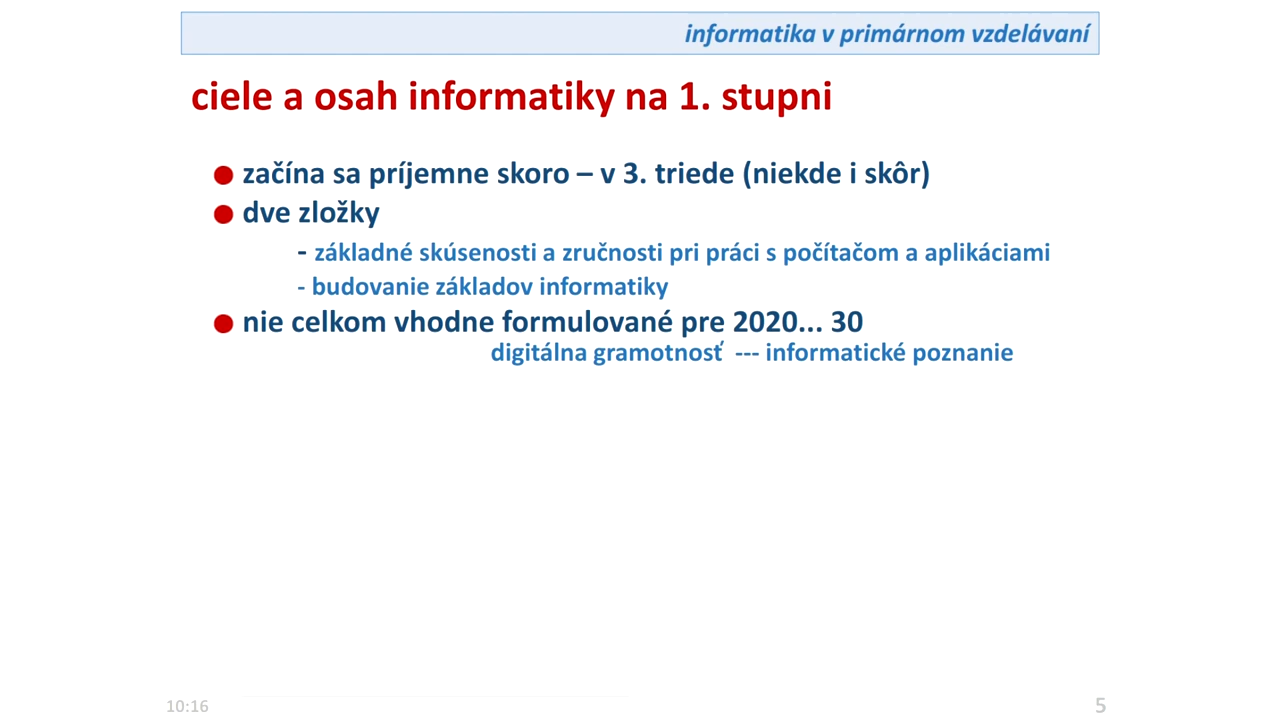 informatika v primárnom vzdelávaní
ciele a osah informatiky na 1. stupni
● začína sa príjemne skoro – v 3. triede (niekde i skôr)
● dve zložky
- základné skúsenosti a zručnosti pri práci s počítačom a aplikáciami
- budovanie základov informatiky
● nie celkom vhodne formulované pre 2020... 30
digitálna gramotnosť --- informatické poznanie
10:16
5